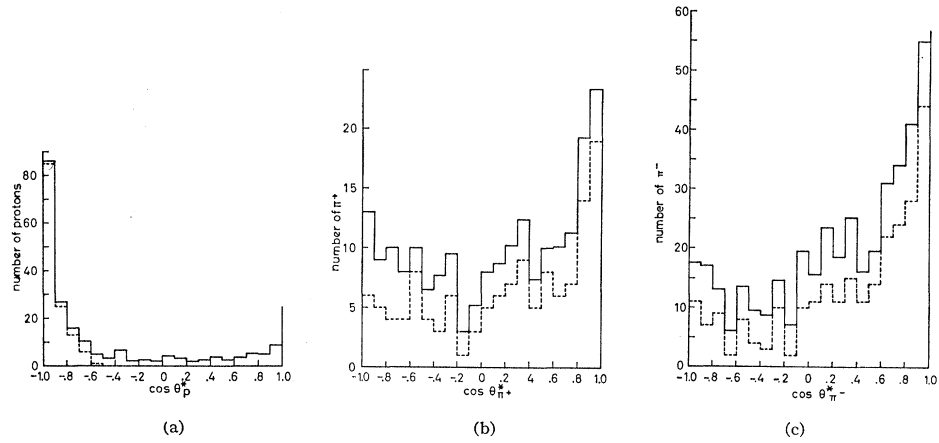 number of protons
80
60
40
20
0
-1.0 -.8 -.6 -.4 -.2 0 .2 .4 .6 .8 1.0
cos θ*p
(a)
number of π+
20
15
10
5
0
-1.0 -.8 -.6 -.4 -.2 0 .2 .4 .6 .8 1.0
cos θ*π+
(b)
number of π-
60
50
40
30
20
10
0
-1.0 -.8 -.6 -.4 -.2 0 .2 .4 .6 .8 1.0
cos θ*π-
(c)